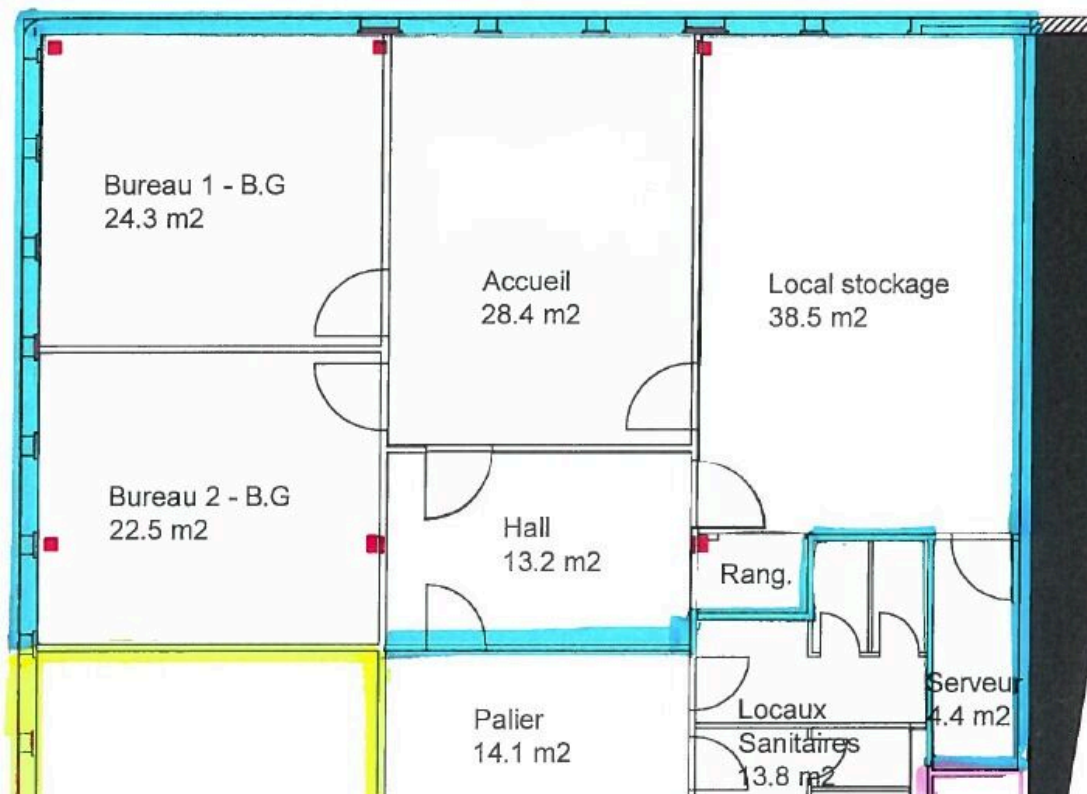 Bureau 1 - B.G
24.3 m2
Accueil
28.4 m2
Local stockage
38.5 m2
Bureau 2 - B.G
22.5 m2
Hall
13.2 m2
Rang.
Palier
14.1 m2
Locaux
Sanitaires
13.8 m2
Serveur
4.4 m2